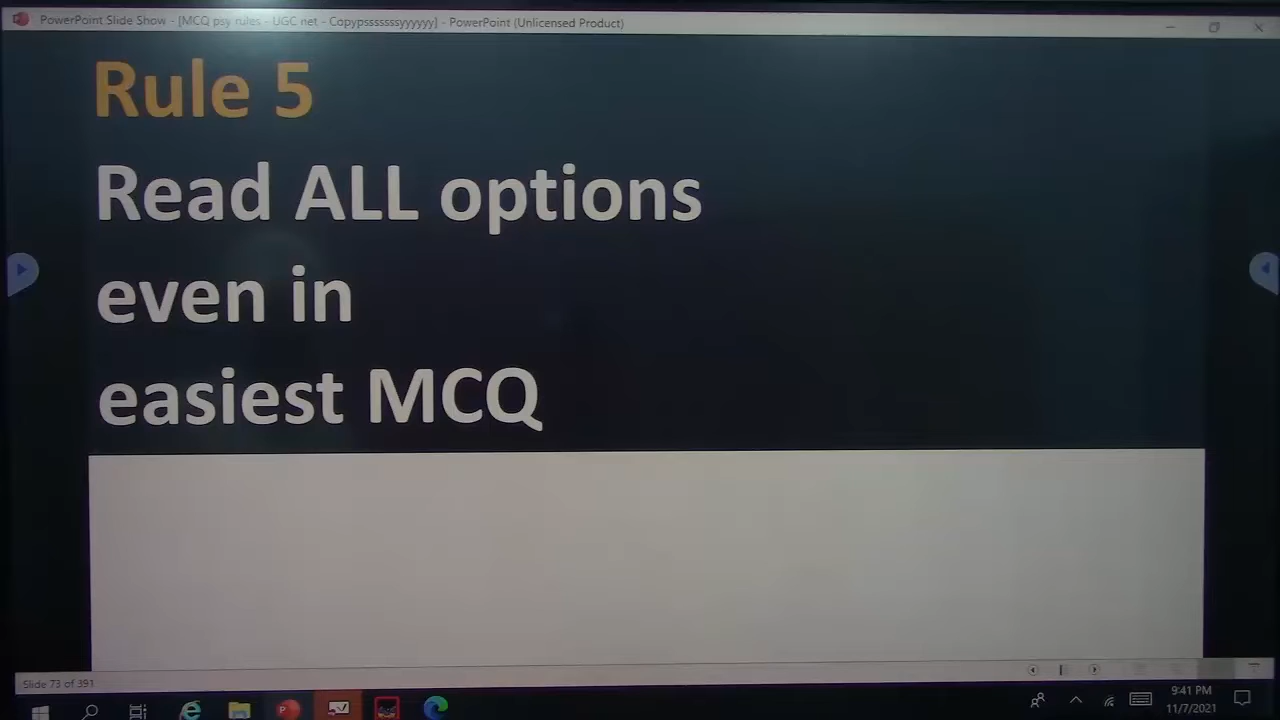 PowerPoint Slide Show - [MCQ psy rules - UGC net - Copypsssssssyyyyyy] - PowerPoint (Unlicensed Product)
Rule 5
Read ALL options
even in
easiest MCQ
Slide 73 of 391
9:41 PM
11/7/2021